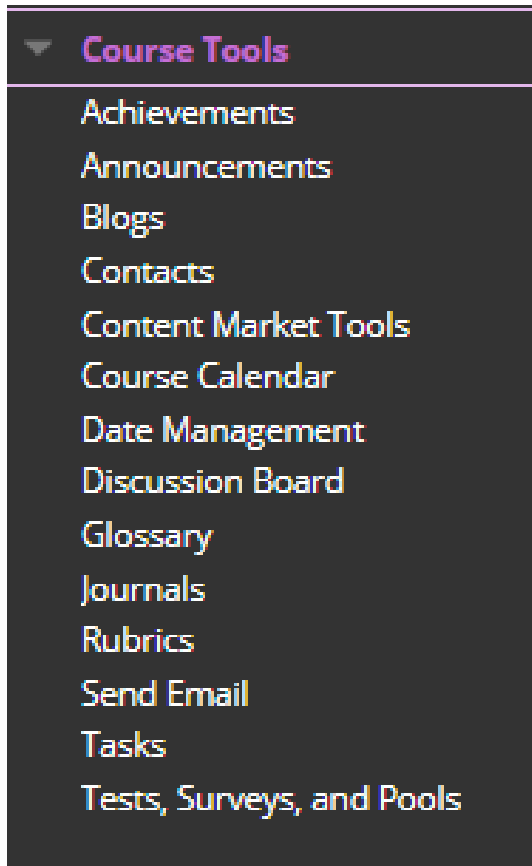 Course Tools
Achievements
Announcements
Blogs
Contacts
Content Market Tools
Course Calendar
Date Management
Discussion Board
Glossary
Journals
Rubrics
Send Email
Tasks
Tests, Surveys, and Pools